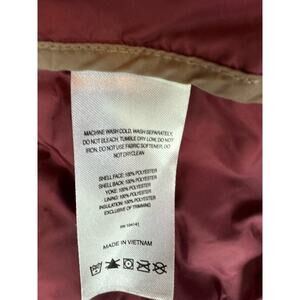 MACHINE WASH COLD, WASH SEPARATELY,
DO NOT BLEACH, TUMBLE DRY LOW, DO NOT
IRON, DO NOT USE FABRIC SOFTENER, DO
NOT DRYCLEAN
SHELL FACE: 100% POLYESTER
SHELL BACK: 100% POLYESTER
YOKE: 100% POLYESTER
LINING: 100% POLYESTER
INSULATION: 100% POLYESTER
EXCLUSIVE OF TRIMMING
MADE IN VIETNAM